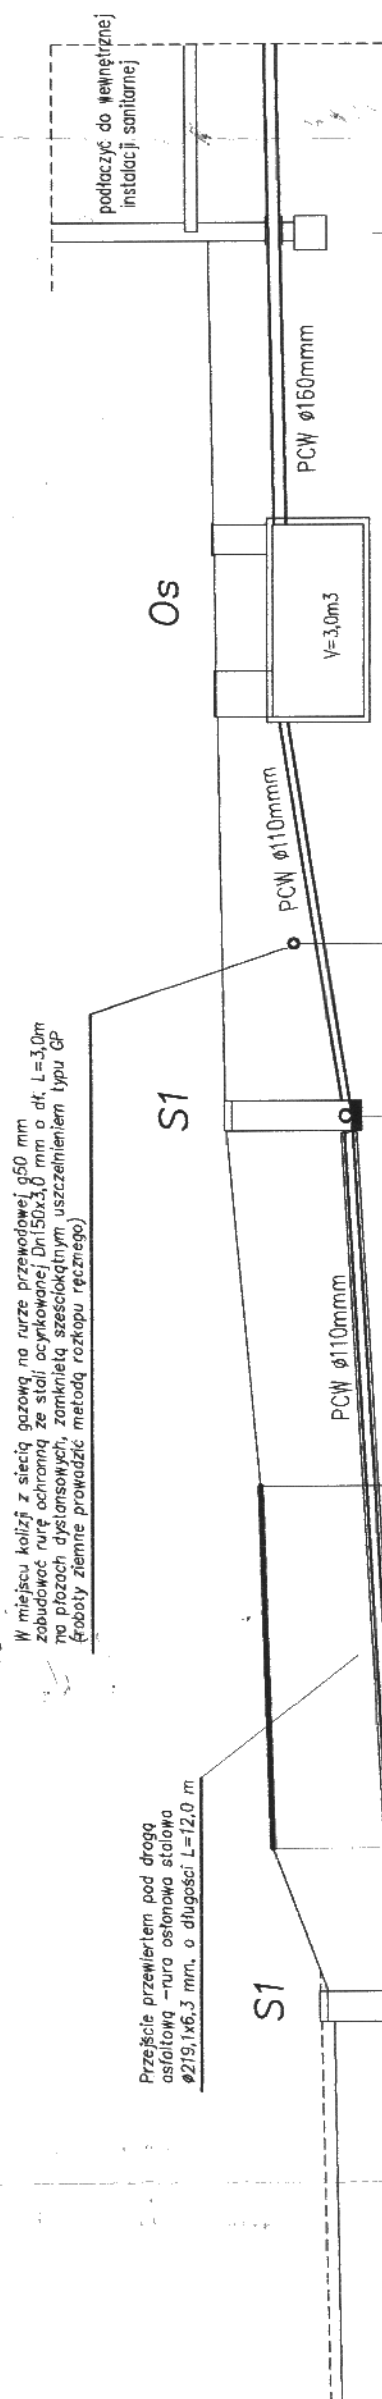 podłączyć do wewnętrznej
instalacji sanitarnej
PCW ø160mmm
Os
V=3,0m3
PCW ø110mmm
S1
W miejscu kolizji z siecią gazową na rurze przewodowej g50 mm
zabudować rurę ochronną ze stali ocynkowanej Dn150x3,0 mm o dł. L=3,0m
na płozach dystansowych, zamkniętą sześciokątnym uszczelnieniem typu GP
(roboty ziemne prowadzić metodą rozkopu ręcznego)
PCW ø110mmm
Przejście przewiertem pod drogą
asfaltową -rura osłonowa stalowa
ø219,1x6,3 mm. o długości L=12,0 m
S1